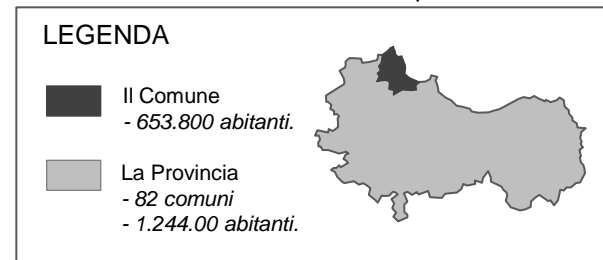 LEGENDA
Il Comune
- 653.800 abitanti.
La Provincia
- 82 comuni
- 1.244.00 abitanti.